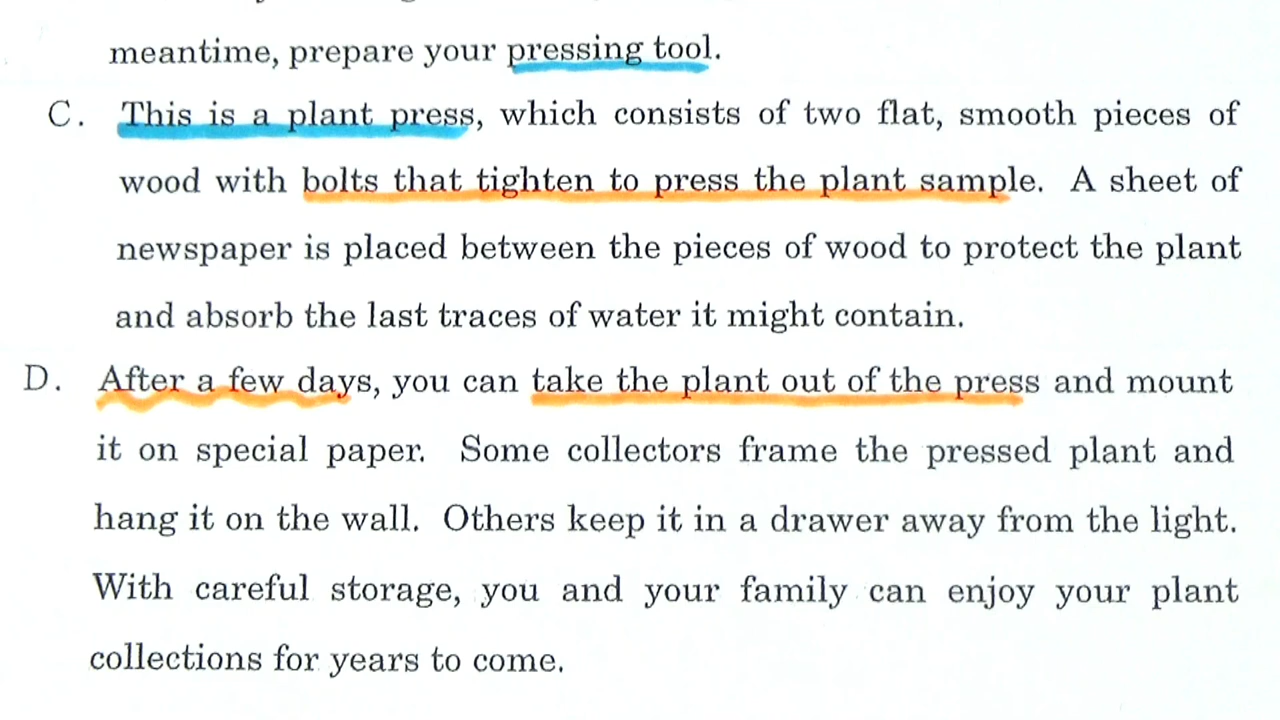 meantime, prepare your pressing tool.
C. This is a plant press, which consists of two flat, smooth pieces of
wood with bolts that tighten to press the plant sample. A sheet of
newspaper is placed between the pieces of wood to protect the plant
and absorb the last traces of water it might contain.
D. After a few days, you can take the plant out of the press and mount
it on special paper. Some collectors frame the pressed plant and
hang it on the wall. Others keep it in a drawer away from the light.
With careful storage, you and your family can enjoy your plant
collections for years to come.